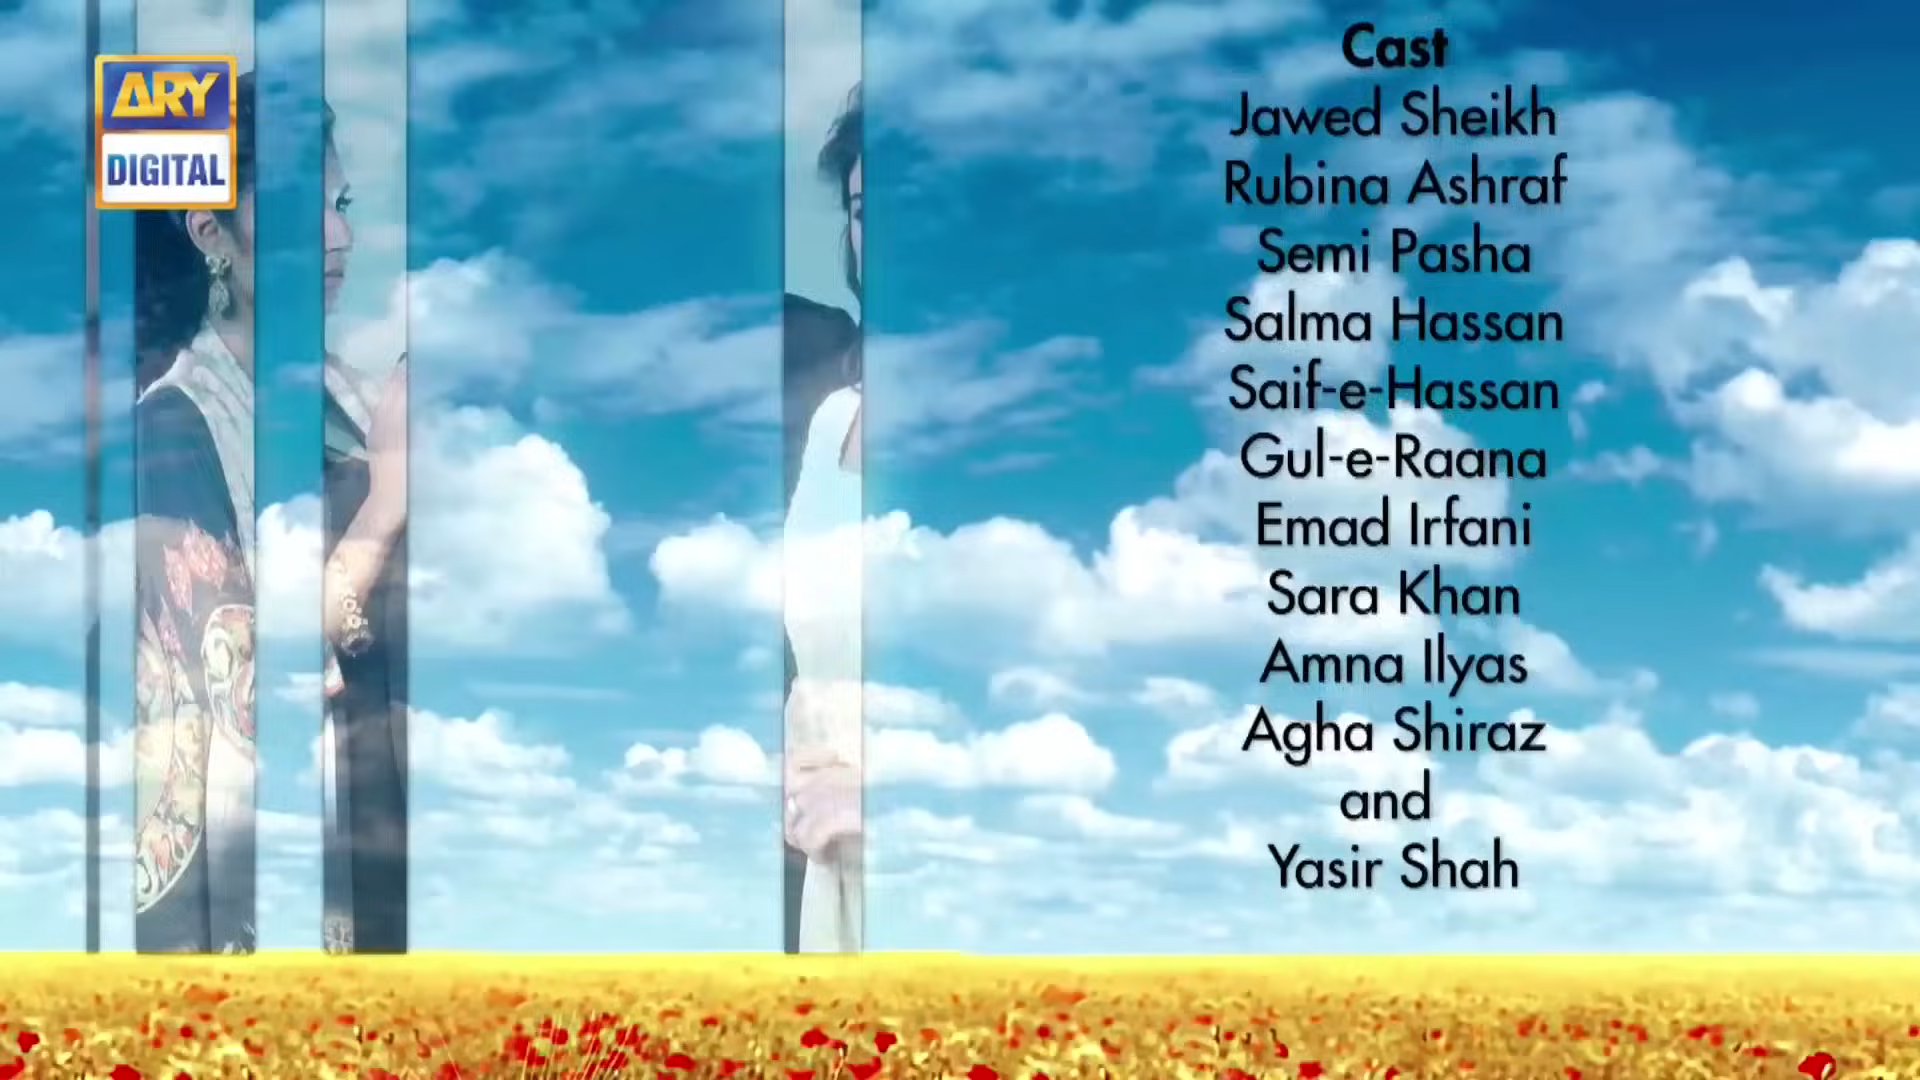 ARY
DIGITAL
Cast
Jawed Sheikh
Rubina Ashraf
Semi Pasha
Salma Hassan
Saif-e-Hassan
Gul-e-Raana
Emad Irfani
Sara Khan
Amna Ilyas
Agha Shiraz
and
Yasir Shah